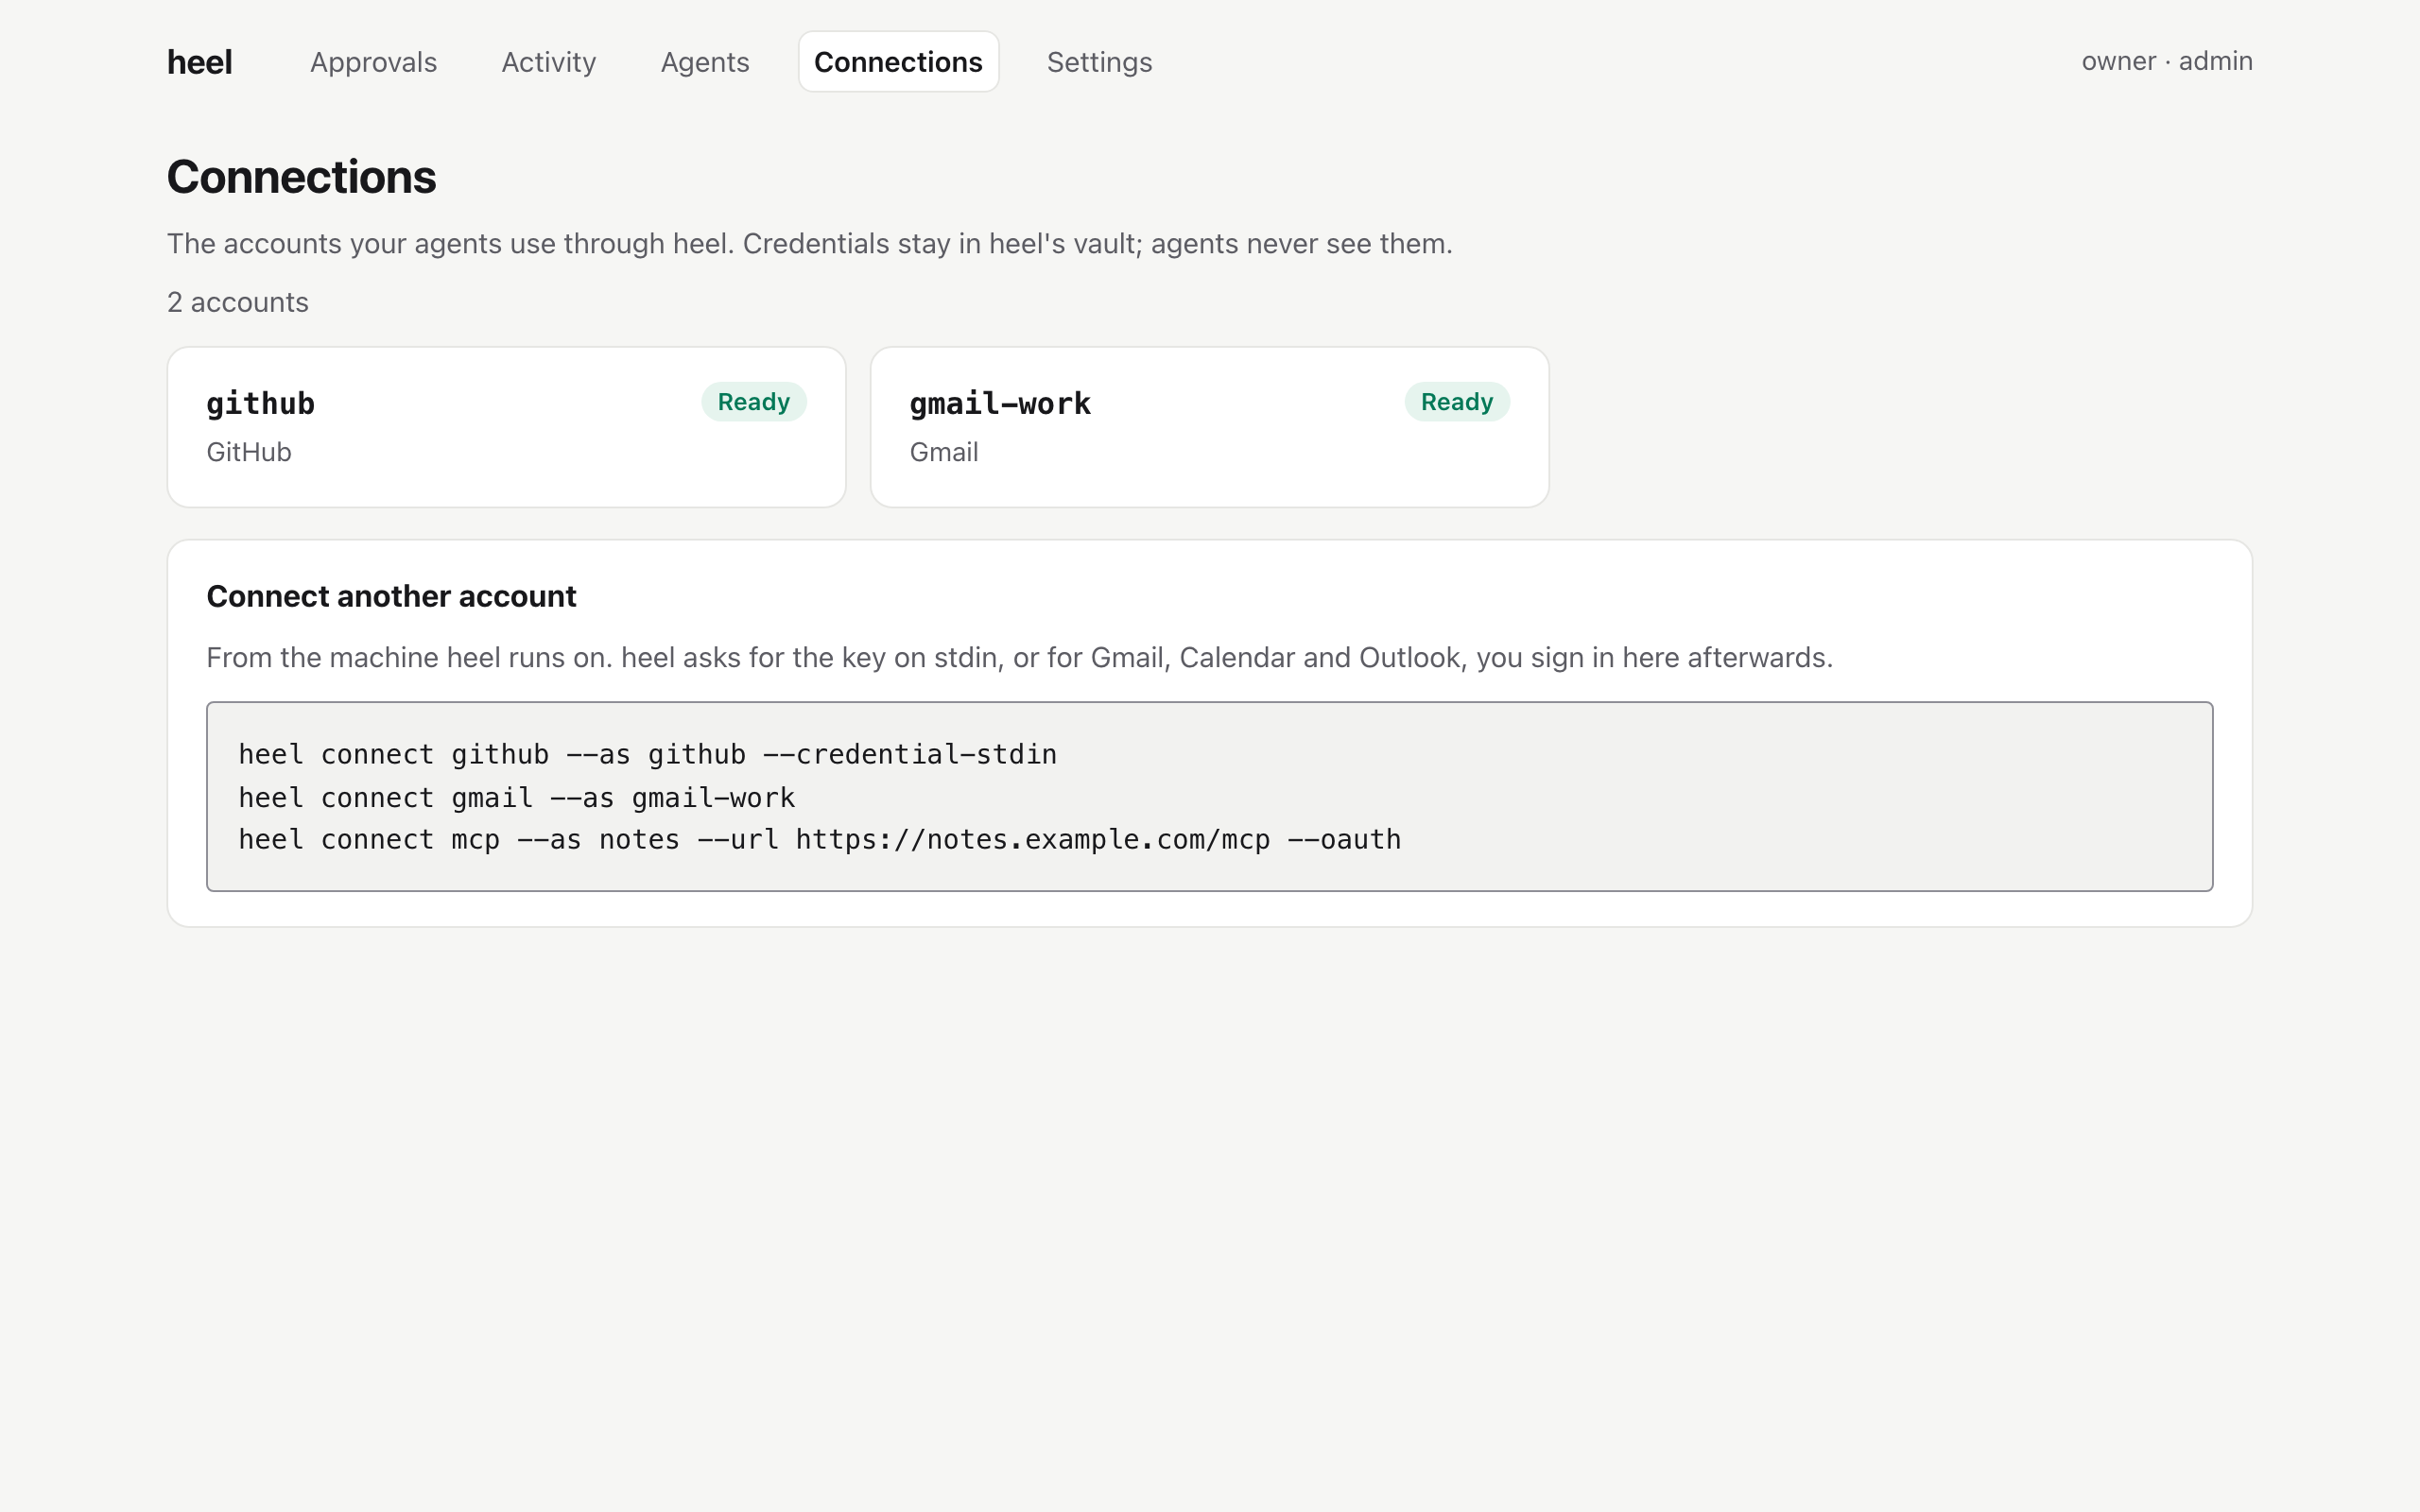 heel Approvals Activity Agents Connections Settings owner · admin
Connections
The accounts your agents use through heel. Credentials stay in heel's vault; agents never see them.
2 accounts
github Ready
GitHub
gmail-work Ready
Gmail
Connect another account
From the machine heel runs on. heel asks for the key on stdin, or for Gmail, Calendar and Outlook, you sign in here afterwards.
heel connect github --as github --credential-stdin
heel connect gmail --as gmail-work
heel connect mcp --as notes --url https://notes.example.com/mcp --oauth